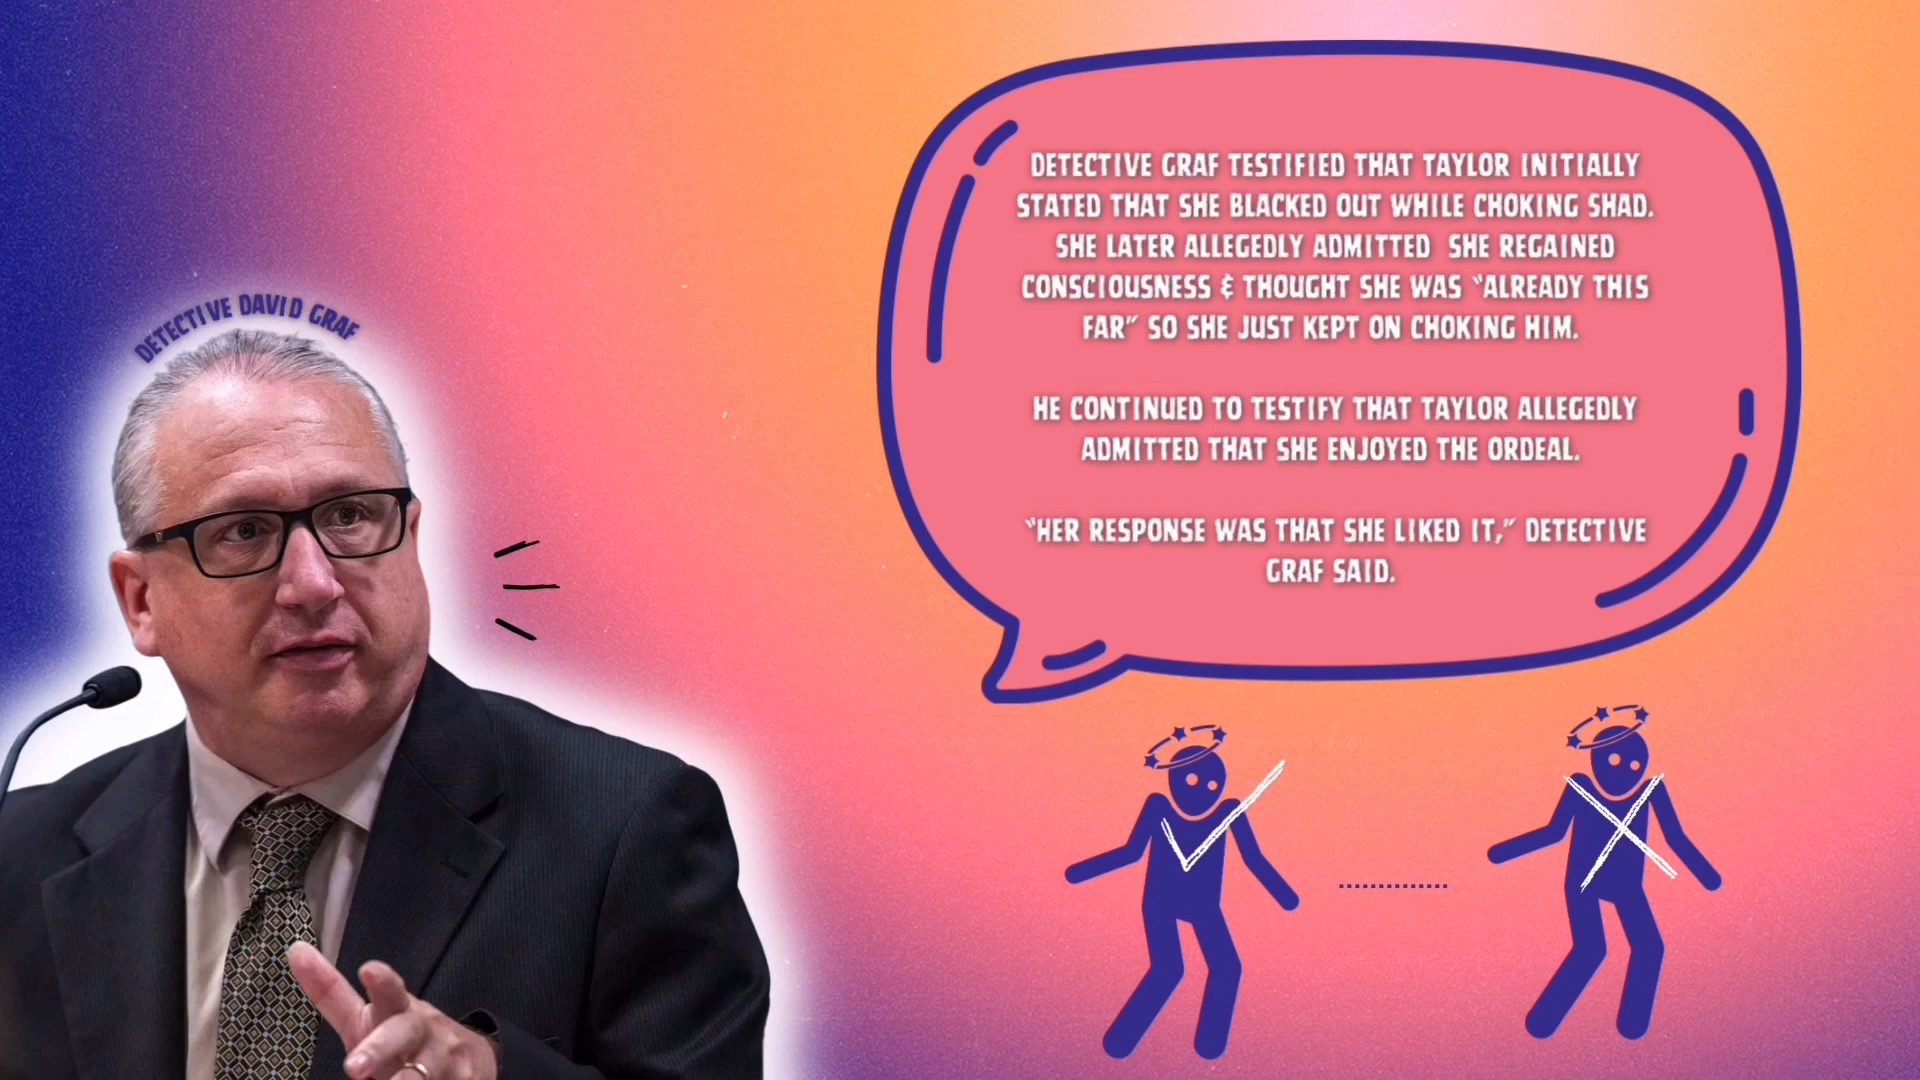 DETECTIVE DAVID GRAF
DETECTIVE GRAF TESTIFIED THAT TAYLOR INITIALLY
STATED THAT SHE BLACKED OUT WHILE CHOKING SHAD.
SHE LATER ALLEGEDLY ADMITTED SHE REGAINED
CONSCIOUSNESS & THOUGHT SHE WAS "ALREADY THIS
FAR" SO SHE JUST KEPT ON CHOKING HIM.
HE CONTINUED TO TESTIFY THAT TAYLOR ALLEGEDLY
ADMITTED THAT SHE ENJOYED THE ORDEAL.
"HER RESPONSE WAS THAT SHE LIKED IT," DETECTIVE
GRAF SAID.